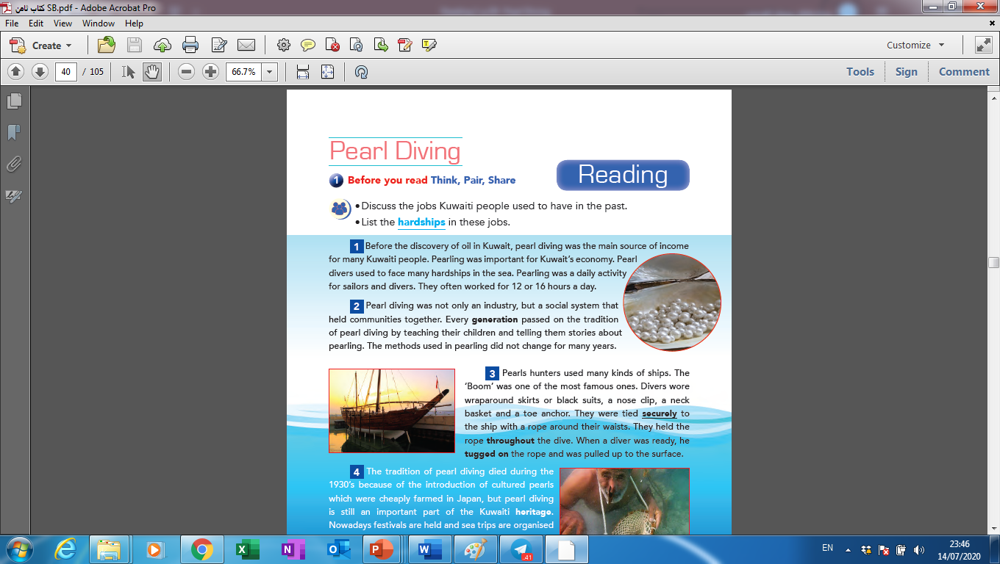 كتاب ثامن SB.pdf - Adobe Acrobat Pro
File Edit View Window Help
Create Customize
40 / 105 66.7% Tools Sign Comment
Pearl Diving
Reading
1 Before you read Think, Pair, Share
•Discuss the jobs Kuwaiti people used to have in the past.
•List the hardships in these jobs.
1 Before the discovery of oil in Kuwait, pearl diving was the main source of income
for many Kuwaiti people. Pearling was important for Kuwait's economy. Pearl
divers used to face many hardships in the sea. Pearling was a daily activity
for sailors and divers. They often worked for 12 or 16 hours a day.
2 Pearl diving was not only an industry, but a social system that
held communities together. Every generation passed on the tradition
of pearl diving by teaching their children and telling them stories about
pearling. The methods used in pearling did not change for many years.
3 Pearls hunters used many kinds of ships. The
'Boom' was one of the most famous ones. Divers wore
wraparound skirts or black suits, a nose clip, a neck
basket and a toe anchor. They were tied securely to
the ship with a rope around their waists. They held the
rope throughout the dive. When a diver was ready, he
tugged on the rope and was pulled up to the surface.
4 The tradition of pearl diving died during the
1930's because of the introduction of cultured pearls
which were cheaply farmed in Japan, but pearl diving
is still an important part of the Kuwaiti heritage.
Nowadays festivals are held and sea trips are organised
EN
23:46
14/07/2020
41